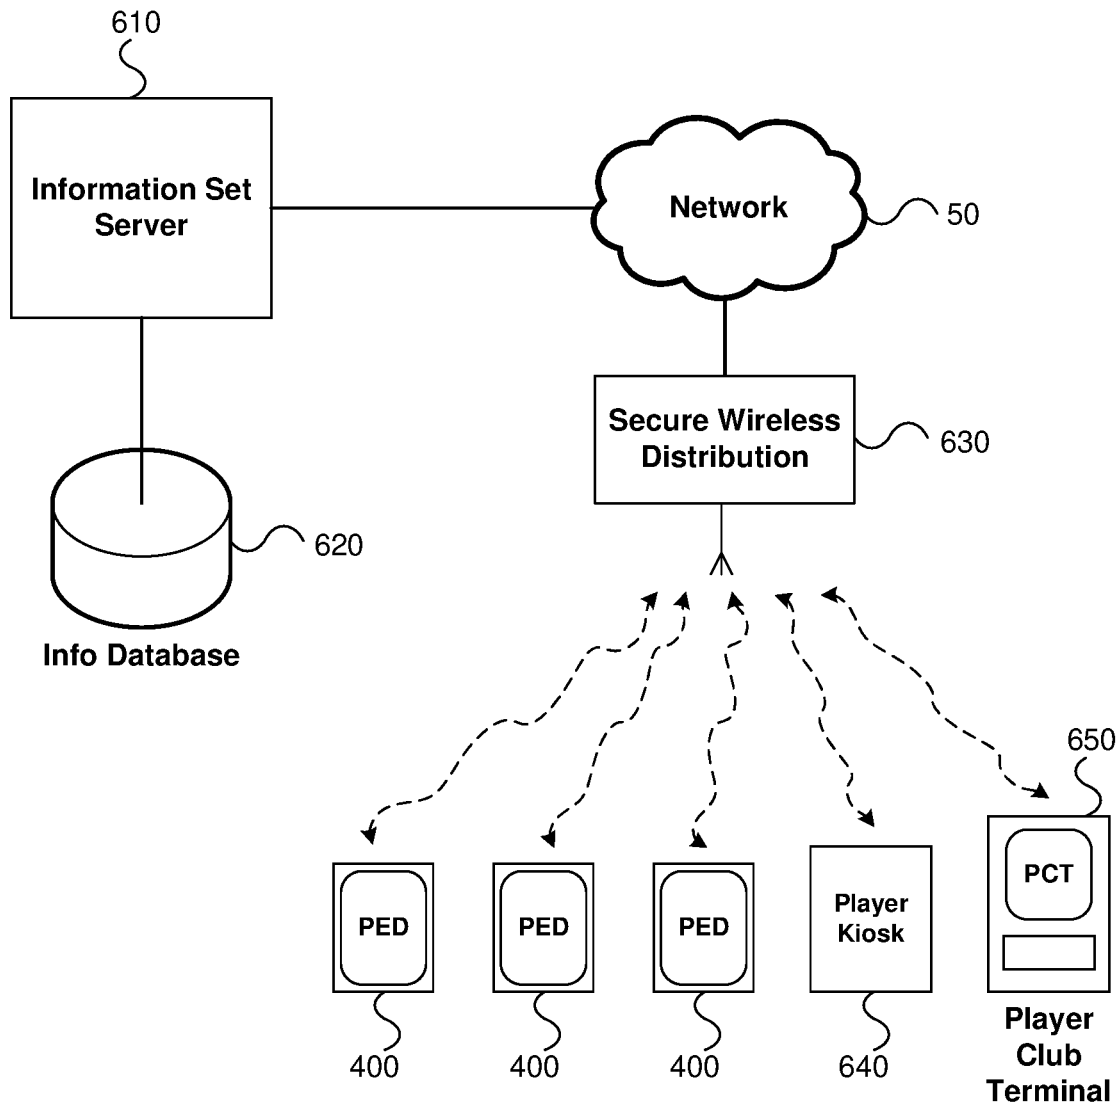 610
Information Set
Server
Network
50
Secure Wireless
Distribution
630
620
Info Database
650
PED
PED
PED
Player
Kiosk
PCT
400
400
400
640
Player
Club
Terminal